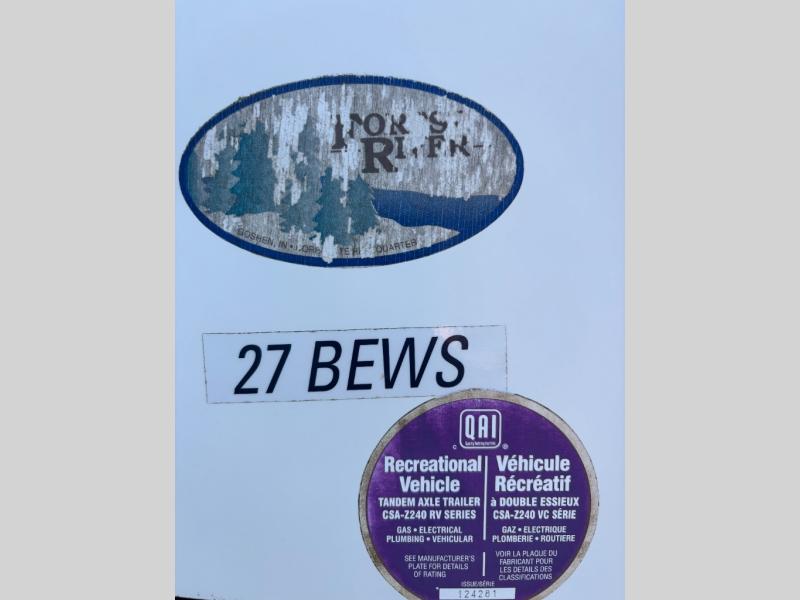 GOSHEN, IN •
27 BEWS
QAI
Recreational
Vehicle
TANDEM AXLE TRAILER
CSA-Z240 RV SERIES
GAS • ELECTRICAL
PLUMBING • VEHICULAR
SEE MANUFACTURER'S
PLATE FOR DETAILS
OF RATING
Véhicule
Récréatif
à DOUBLE ESSIEUX
CSA-Z240 VC SÉRIE
GAZ • ELECTRIQUE
PLOMBERIE • ROUTIERE
VOIR LA PLAQUE DU
FABRICANT POUR
LES DETAILS DES
CLASSIFICATIONS
ISSUE/SÉRIE
124281